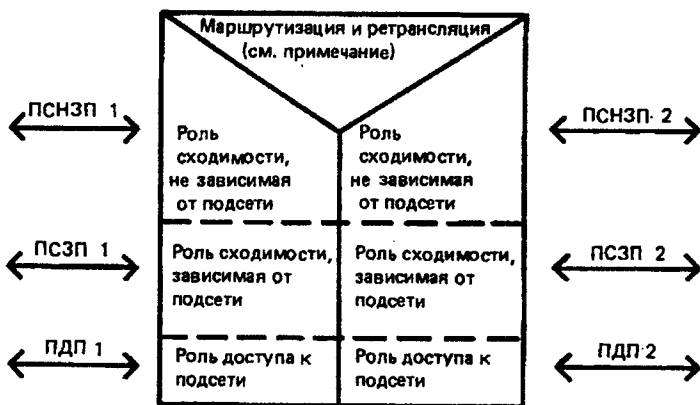 Маршрутизация и ретрансляция
(см. примечание)
ПСНЗП 1
ПСНЗП· 2
Роль
сходимости,
не зависимая
от подсети
Роль
сходимости,
не зависимая
от подсети
ПСЗП 1
ПСЗП 2
Роль сходимости,
зависимая от
подсети
Роль сходимости,
зависимая от
подсети
ПДП 1
ПДП·2
Роль доступа к
подсети
Роль доступа к
подсети